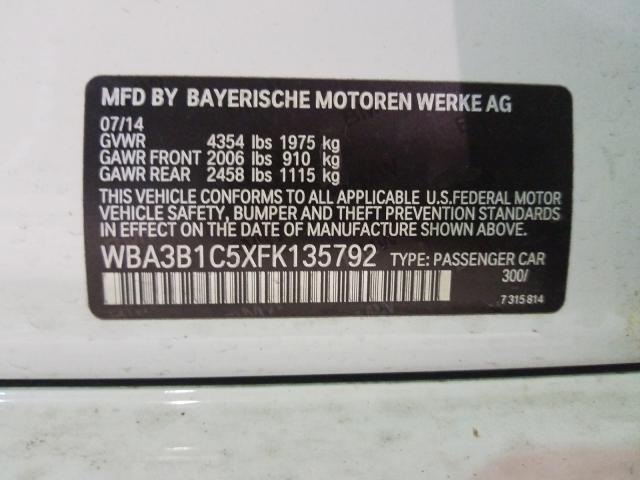 MFD BY BAYERISCHE MOTOREN WERKE AG
07/14
GVWR 4354 lbs 1975 kg
GAWR FRONT 2006 lbs 910 kg
GAWR REAR 2458 lbs 1115 kg
THIS VEHICLE CONFORMS TO ALL APPLICABLE U.S.FEDERAL MOTOR
VEHICLE SAFETY, BUMPER AND THEFT PREVENTION STANDARDS
IN EFFECT ON THE DATE OF MANUFACTURE SHOWN ABOVE.
WBA3B1C5XFK135792 TYPE: PASSENGER CAR
300/
7 315 814